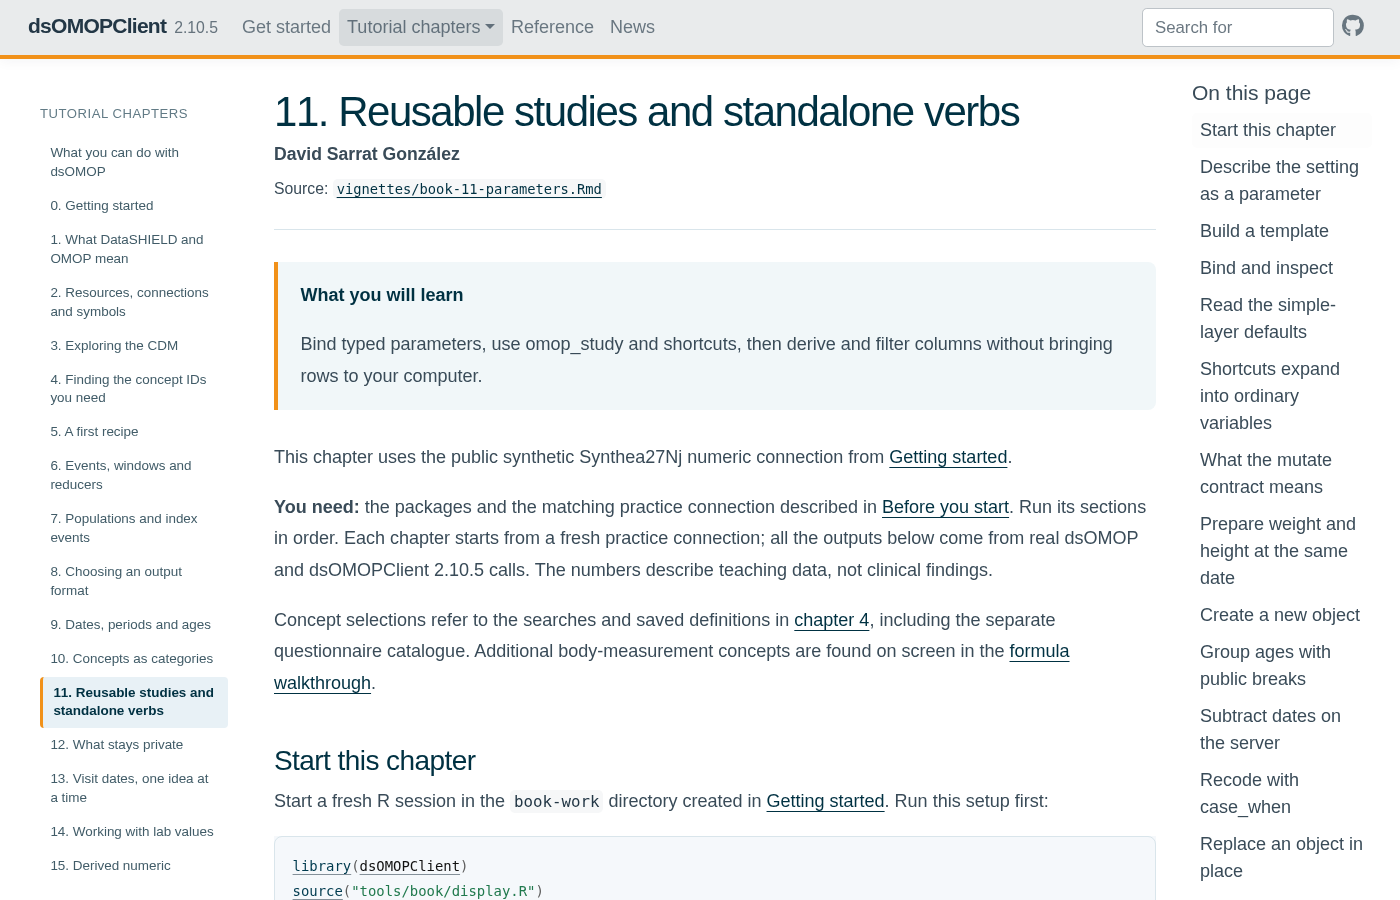 dsOMOPClient 2.10.5 Get started Tutorial chapters Reference News Search for
TUTORIAL CHAPTERS
What you can do with
dsOMOP
0. Getting started
1. What DataSHIELD and
OMOP mean
2. Resources, connections
and symbols
3. Exploring the CDM
4. Finding the concept IDs
you need
5. A first recipe
6. Events, windows and
reducers
7. Populations and index
events
8. Choosing an output
format
9. Dates, periods and ages
10. Concepts as categories
11. Reusable studies and
standalone verbs
12. What stays private
13. Visit dates, one idea at
a time
14. Working with lab values
15. Derived numeric
11. Reusable studies and standalone verbs
David Sarrat González
Source: vignettes/book-11-parameters.Rmd
What you will learn
Bind typed parameters, use omop_study and shortcuts, then derive and filter columns without bringing
rows to your computer.
This chapter uses the public synthetic Synthea27Nj numeric connection from Getting started.
You need: the packages and the matching practice connection described in Before you start. Run its sections
in order. Each chapter starts from a fresh practice connection; all the outputs below come from real dsOMOP
and dsOMOPClient 2.10.5 calls. The numbers describe teaching data, not clinical findings.
Concept selections refer to the searches and saved definitions in chapter 4, including the separate
questionnaire catalogue. Additional body-measurement concepts are found on screen in the formula
walkthrough.
Start this chapter
Start a fresh R session in the book-work directory created in Getting started. Run this setup first:
library(dsOMOPClient)
source("tools/book/display.R")
On this page
Start this chapter
Describe the setting
as a parameter
Build a template
Bind and inspect
Read the simple-
layer defaults
Shortcuts expand
into ordinary
variables
What the mutate
contract means
Prepare weight and
height at the same
date
Create a new object
Group ages with
public breaks
Subtract dates on
the server
Recode with
case_when
Replace an object in
place